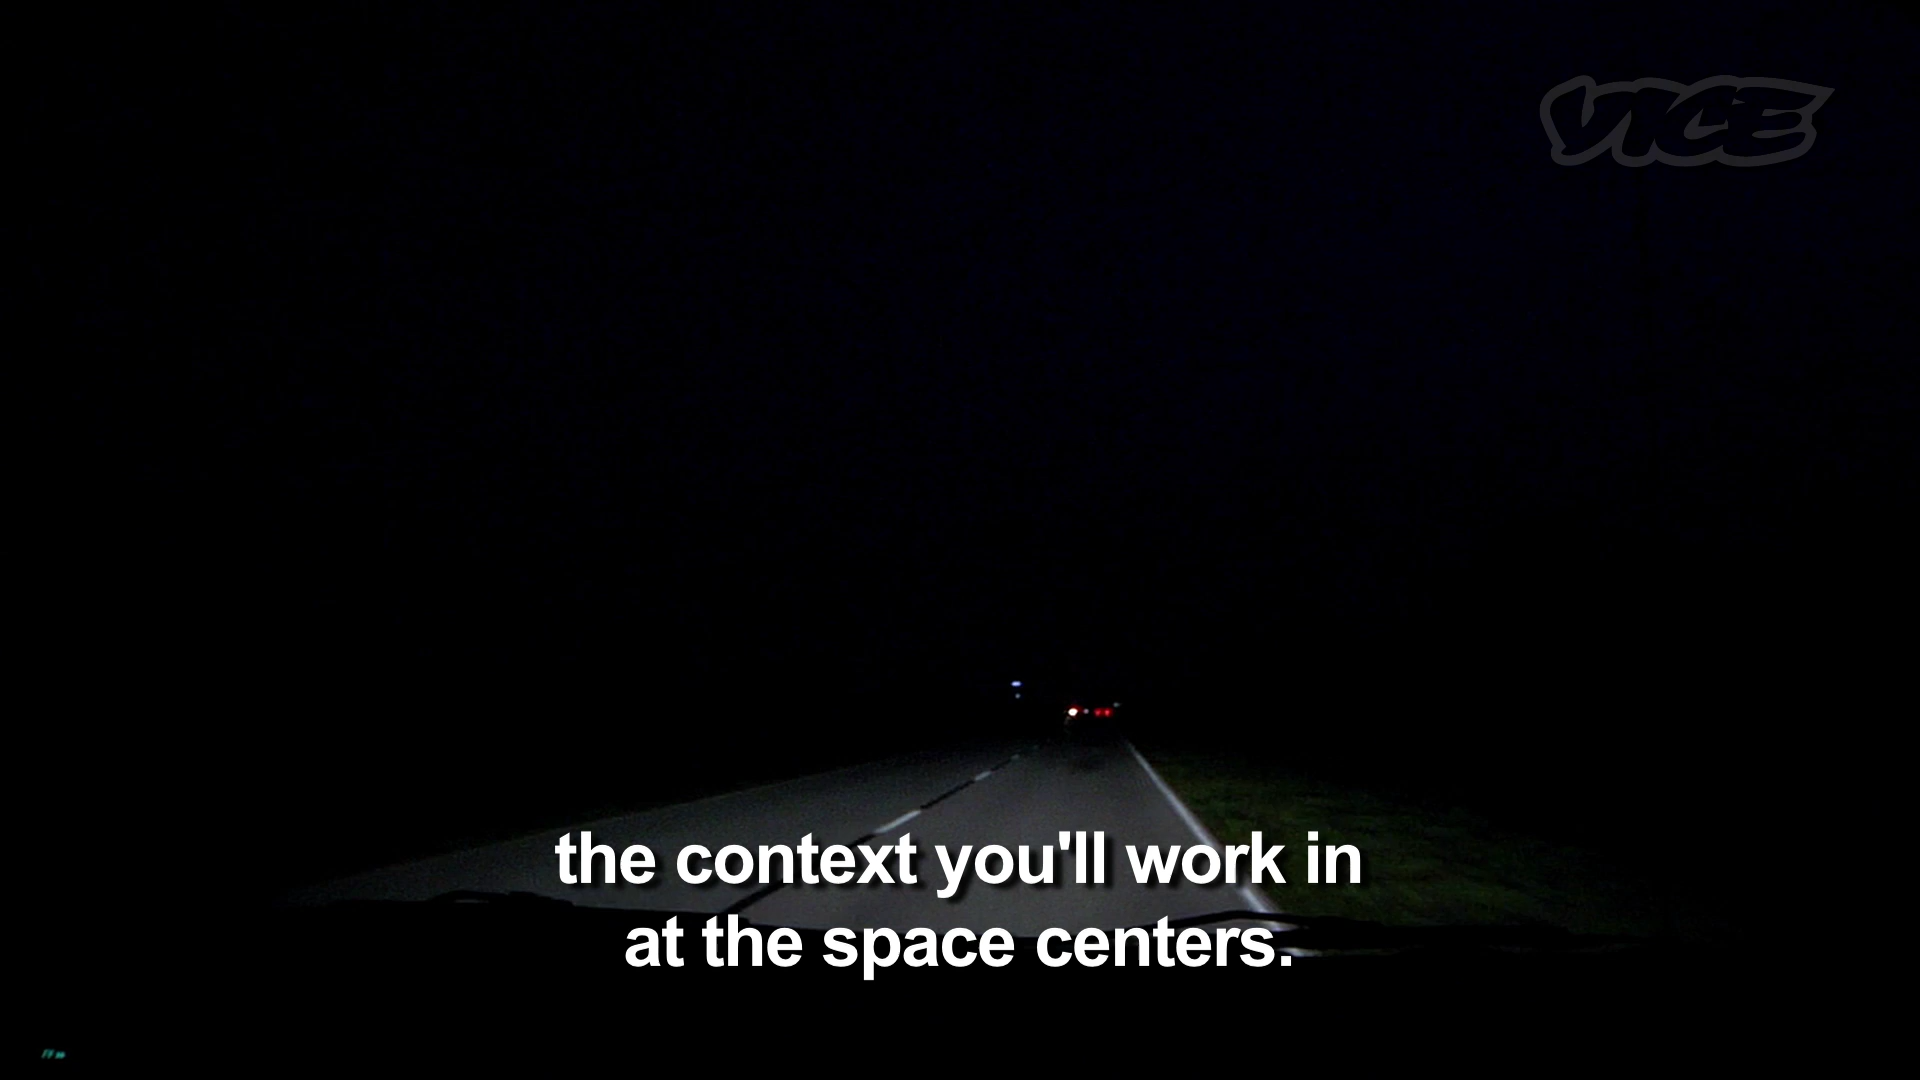 VICE
the context you'll work in
at the space centers.